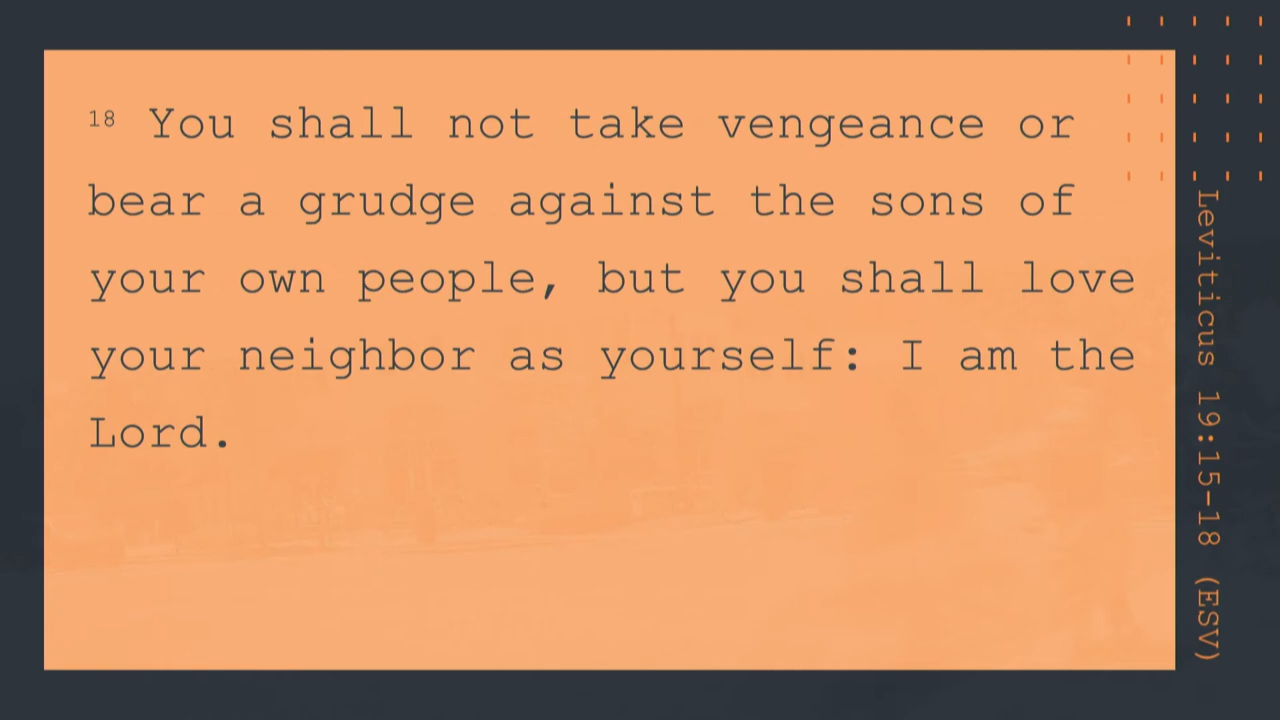 18 You shall not take vengeance or
bear a grudge against the sons of
your own people, but you shall love
your neighbor as yourself: I am the
Lord.
Leviticus 19:15-18 (ESV)